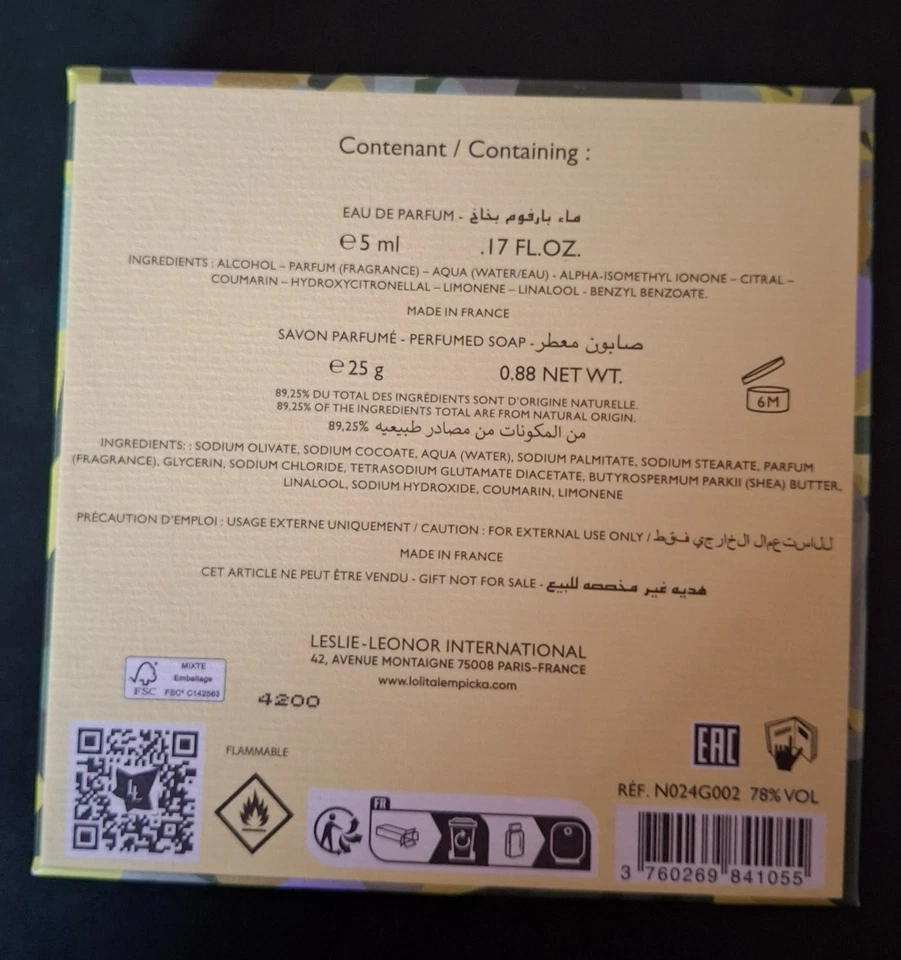 Contenant / Containing :
EAU DE PARFUM - ماء بارفوم بخاخ
℮5 ml .17 FL.OZ.
INGREDIENTS : ALCOHOL – PARFUM (FRAGRANCE) – AQUA (WATER/EAU) - ALPHA-ISOMETHYL IONONE – CITRAL –
COUMARIN – HYDROXYCITRONELLAL – LIMONENE – LINALOOL - BENZYL BENZOATE.
MADE IN FRANCE
SAVON PARFUMÉ - PERFUMED SOAP - صابون معطر
℮25 g 0.88 NET WT.
6M
89,25% DU TOTAL DES INGRÉDIENTS SONT D'ORIGINE NATURELLE.
89,25% OF THE INGREDIENTS TOTAL ARE FROM NATURAL ORIGIN.
89,25% من المكونات من مصادر طبيعيه
INGREDIENTS: : SODIUM OLIVATE, SODIUM COCOATE, AQUA (WATER), SODIUM PALMITATE, SODIUM STEARATE, PARFUM
(FRAGRANCE), GLYCERIN, SODIUM CHLORIDE, TETRASODIUM GLUTAMATE DIACETATE, BUTYROSPERMUM PARKII (SHEA) BUTTER,
LINALOOL, SODIUM HYDROXIDE, COUMARIN, LIMONENE
PRÉCAUTION D'EMPLOI : USAGE EXTERNE UNIQUEMENT / CAUTION : FOR EXTERNAL USE ONLY / للاستعمال الخارجي فقط
MADE IN FRANCE
CET ARTICLE NE PEUT ÊTRE VENDU - GIFT NOT FOR SALE - هديه غير مخصصه للبيع
LESLIE-LEONOR INTERNATIONAL
42, AVENUE MONTAIGNE 75008 PARIS-FRANCE
www.lolitalempicka.com
MIXTE
Emballage
FSC FSC® C142563
4200
FLAMMABLE
EAC
RÉF. N024G002 78% VOL
FR
3 760269 841055